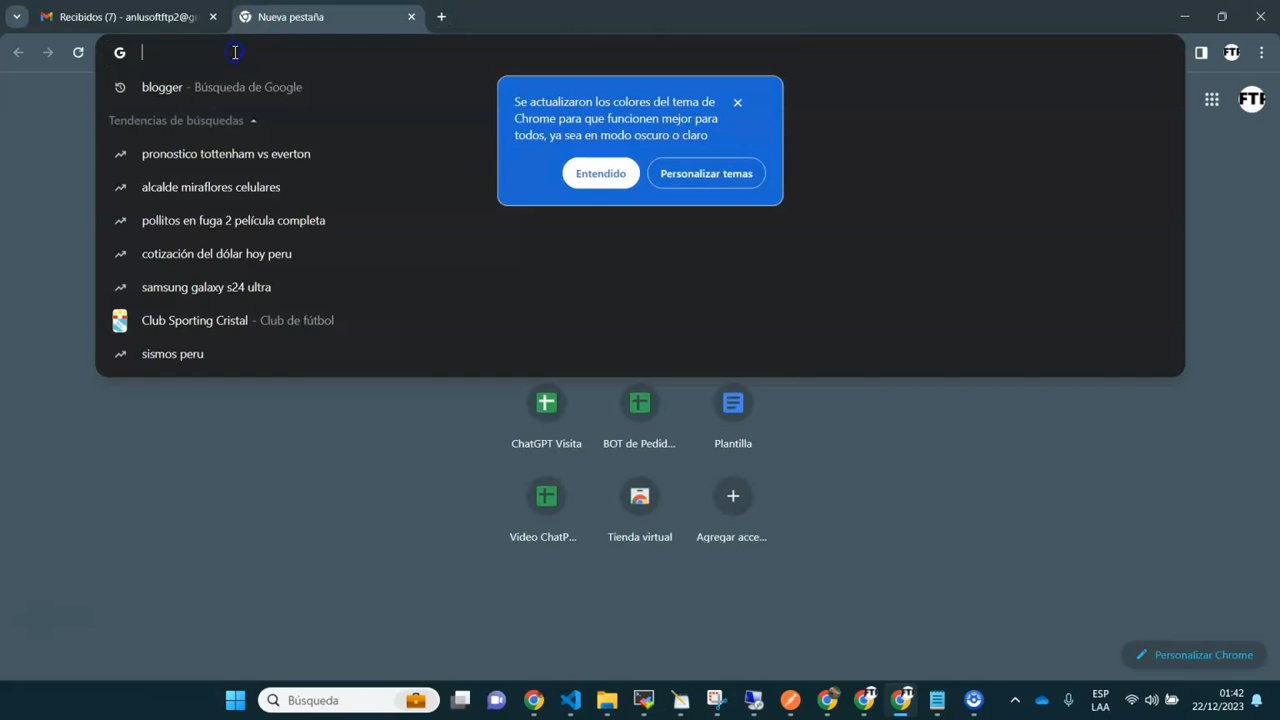 Recibidos (7) - anlusoftftp2@g
Nueva pestaña
G
FTP
blogger - Búsqueda de Google
Tendencias de búsquedas
pronostico tottenham vs everton
alcalde miraflores celulares
pollitos en fuga 2 película completa
cotización del dólar hoy peru
samsung galaxy s24 ultra
Club Sporting Cristal - Club de fútbol
sismos peru
Se actualizaron los colores del tema de
Chrome para que funcionen mejor para
todos, ya sea en modo oscuro o claro
Entendido
Personalizar temas
FTP
ChatGPT Visita
BOT de Pedid...
Plantilla
Video ChatP...
Tienda virtual
Agregar acce...
Personalizar Chrome
Búsqueda
ESP
LAA
01:42
22/12/2023